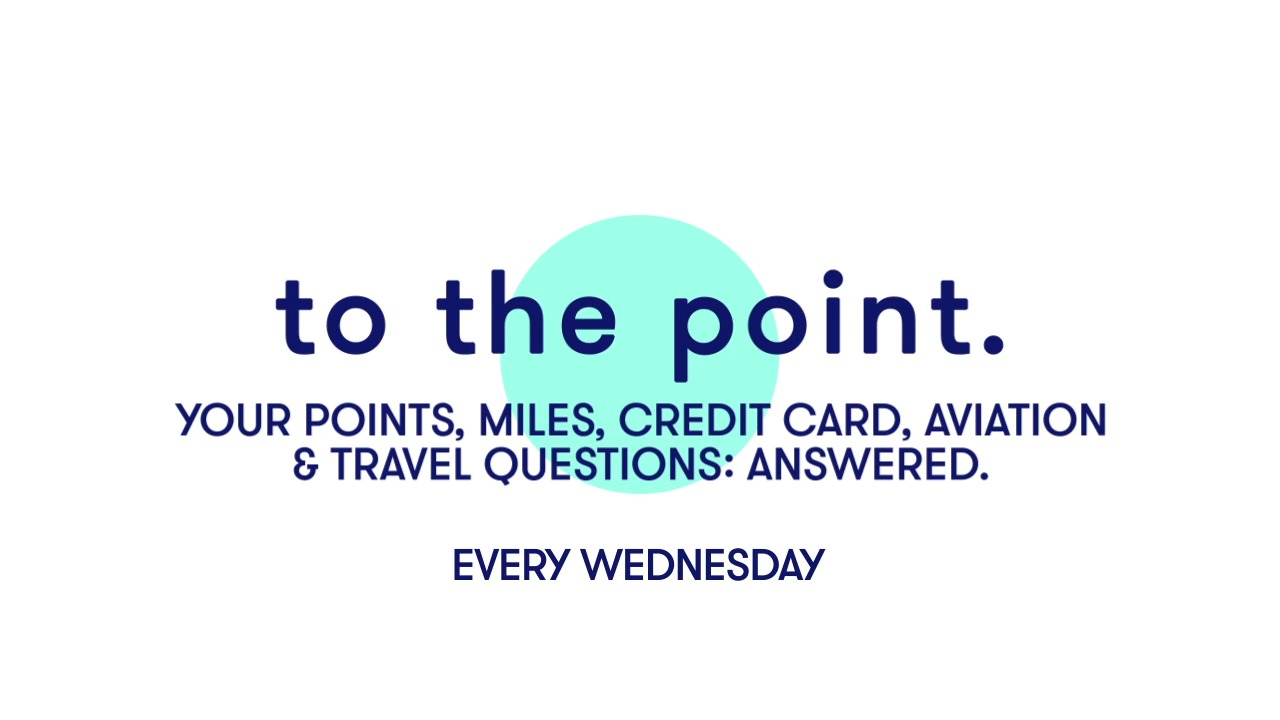 to the point.
YOUR POINTS, MILES, CREDIT CARD, AVIATION
& TRAVEL QUESTIONS: ANSWERED.
EVERY WEDNESDAY